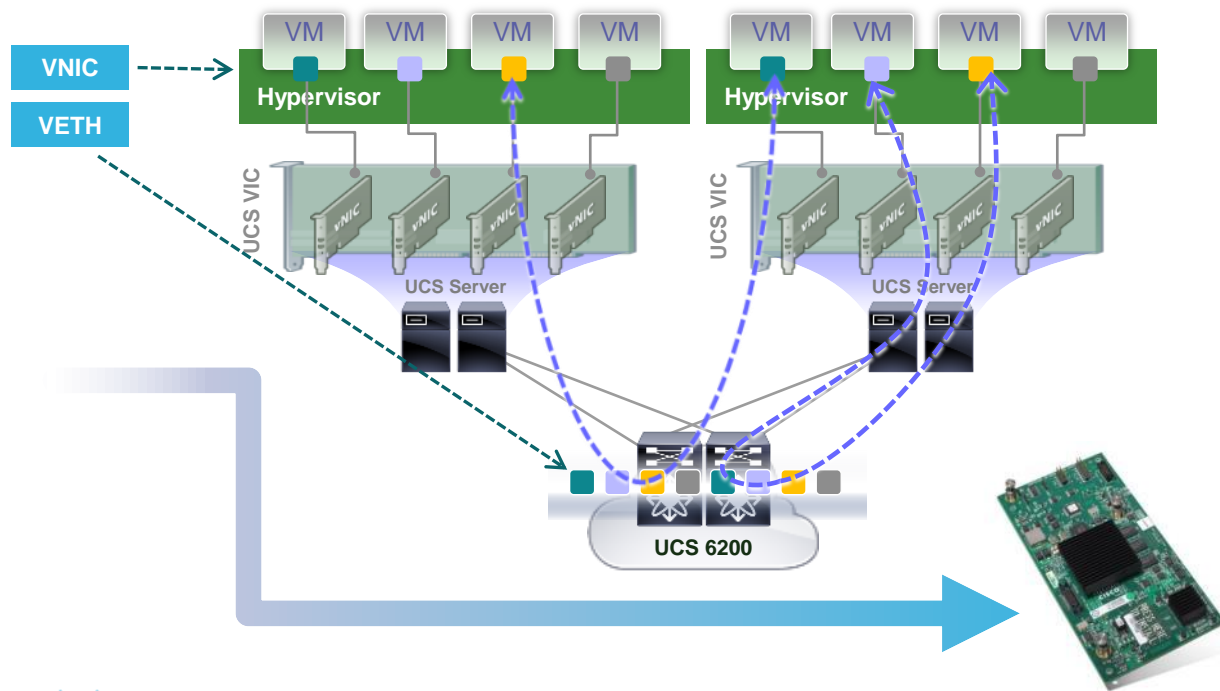 VM VM VM VM VM VM VM VM
VNIC
Hypervisor Hypervisor
VETH
UCS VIC
vNIC vNIC vNIC vNIC
UCS VIC
vNIC vNIC vNIC vNIC
UCS Server UCS Server
UCS 6200
CISCO